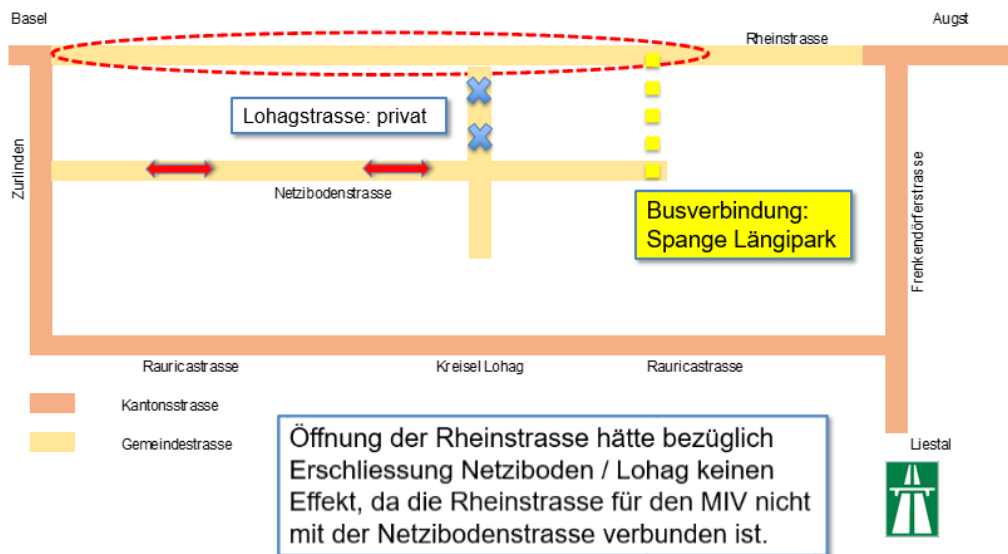 Basel
Augst
Rheinstrasse
Lohagstrasse: privat
Zurlinden
Netzibodenstrasse
Busverbindung:
Spange Längipark
Frenkendörferstrasse
Rauricastrasse
Kreisel Lohag
Rauricastrasse
Kantonsstrasse
Gemeindestrasse
Öffnung der Rheinstrasse hätte bezüglich
Erschliessung Netziboden / Lohag keinen
Effekt, da die Rheinstrasse für den MIV nicht
mit der Netzibodenstrasse verbunden ist.
Liestal